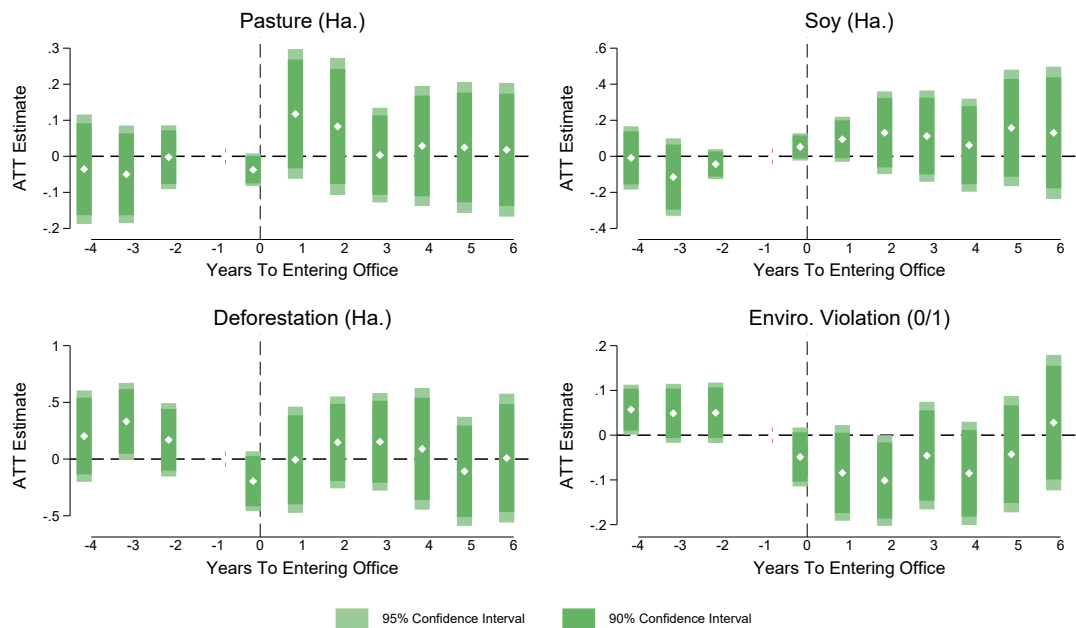 Pasture (Ha.)
.3
.2
.1
0
-.1
-.2
ATT Estimate
-4 -3 -2 -1 0 1 2 3 4 5 6
Years To Entering Office
Soy (Ha.)
.6
.4
.2
0
-.2
-.4
ATT Estimate
-4 -3 -2 -1 0 1 2 3 4 5 6
Years To Entering Office
Deforestation (Ha.)
1
.5
0
-.5
ATT Estimate
-4 -3 -2 -1 0 1 2 3 4 5 6
Years To Entering Office
Enviro. Violation (0/1)
.2
.1
0
-.1
-.2
ATT Estimate
-4 -3 -2 -1 0 1 2 3 4 5 6
Years To Entering Office
95% Confidence Interval 90% Confidence Interval